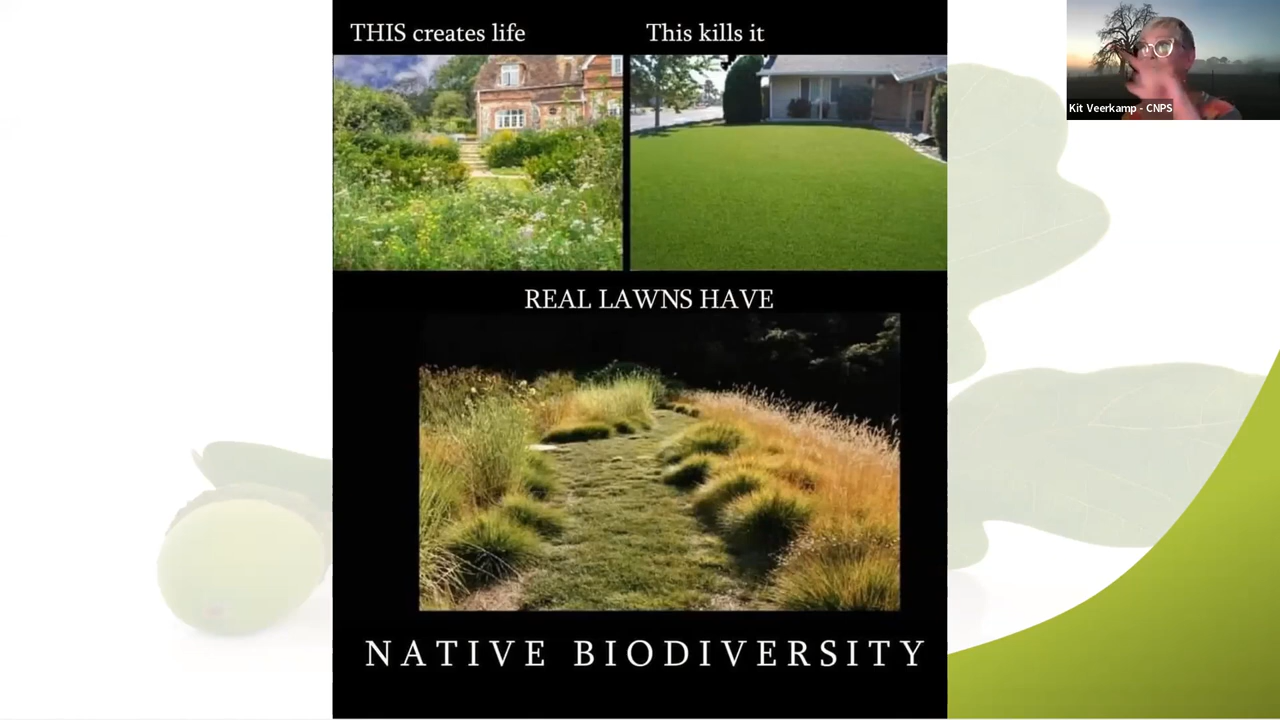 THIS creates life
This kills it
Kit Veerkamp - CNPS
REAL LAWNS HAVE
NATIVE BIODIVERSITY